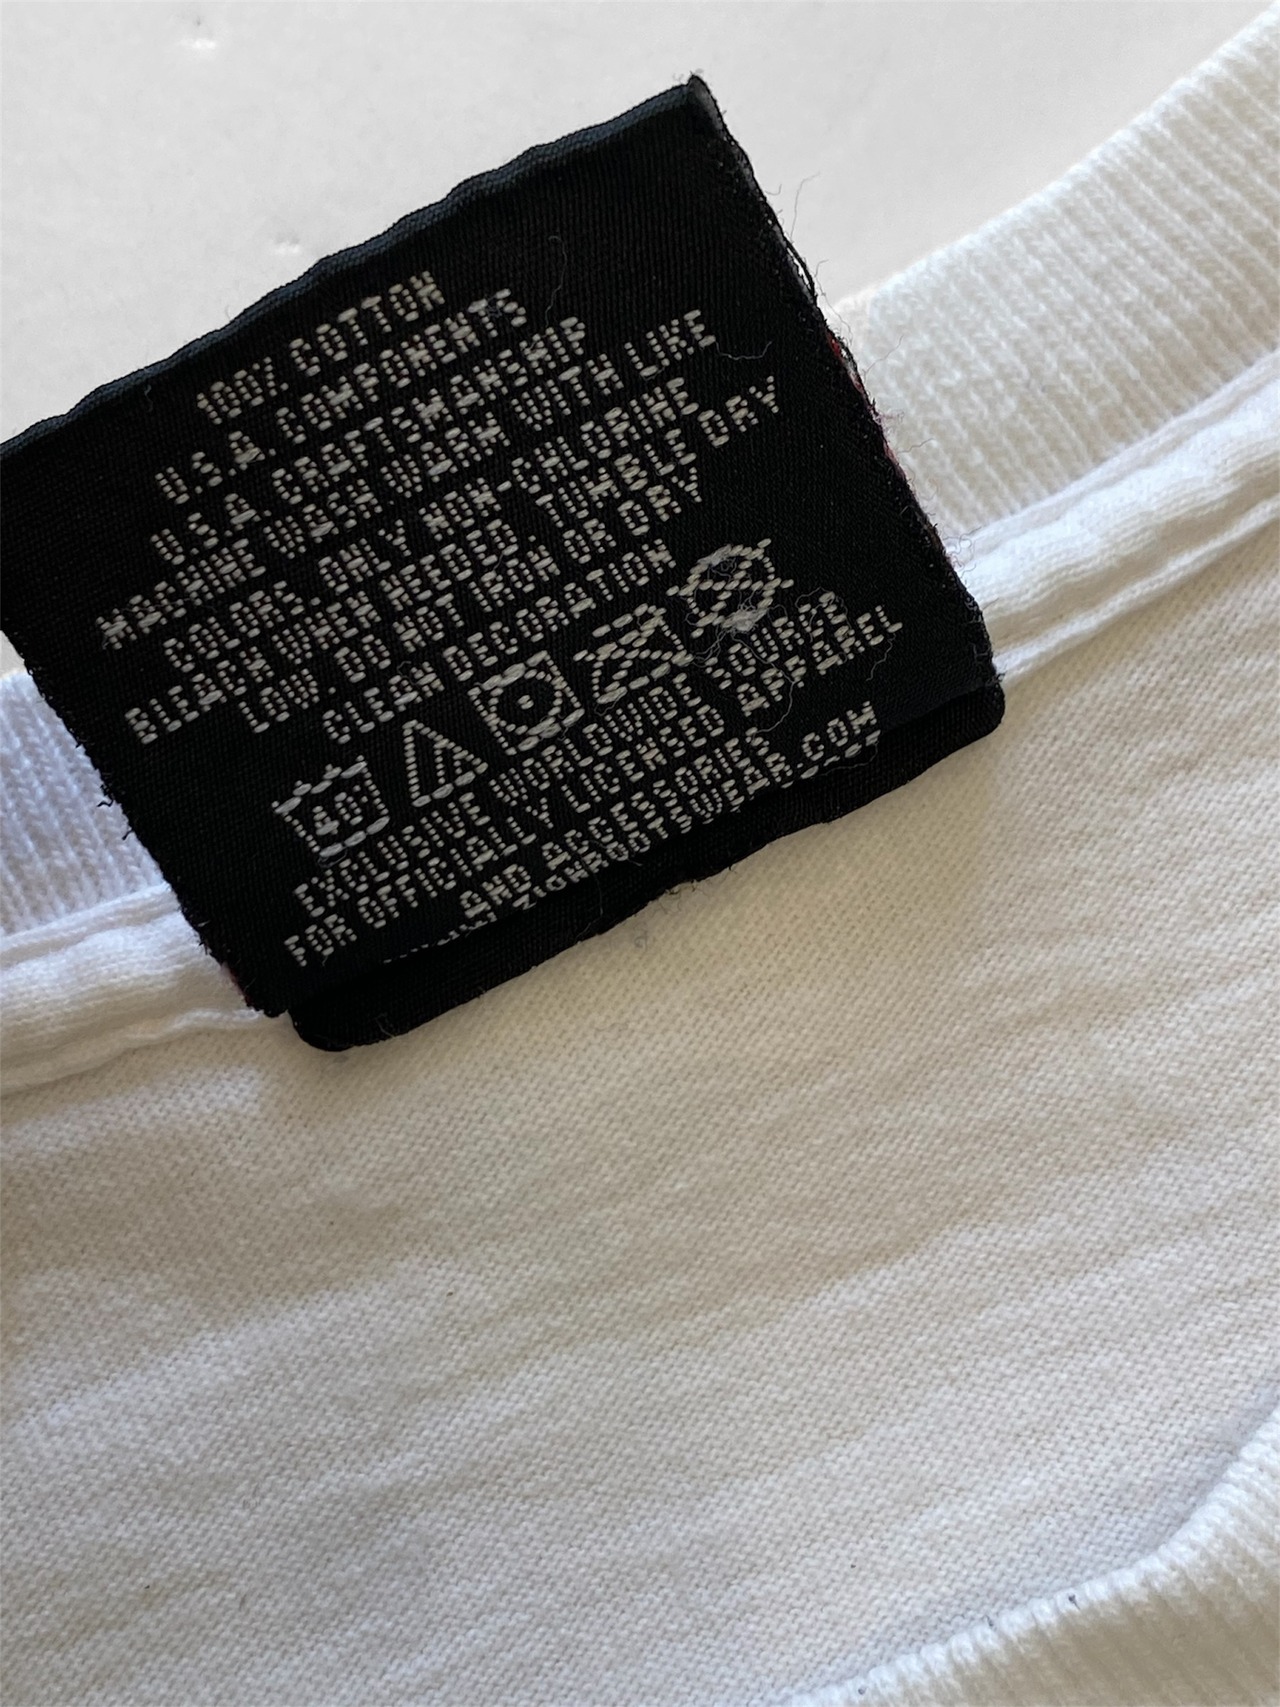 100% COTTON
U.S.A. COMPONENTS
U.S.A. CRAFTSMANSHIP
MACHINE WASH WARM WITH LIKE
COLORS. ONLY NON-CHLORINE
BLEACH WHEN NEEDED. TUMBLE DRY
LOW. DO NOT IRON OR DRY
CLEAN DECORATION
40
EXCLUSIVE WORLDWIDE SOURCE
FOR OFFICIALLY LICENSED APPAREL
AND ACCESSORIES